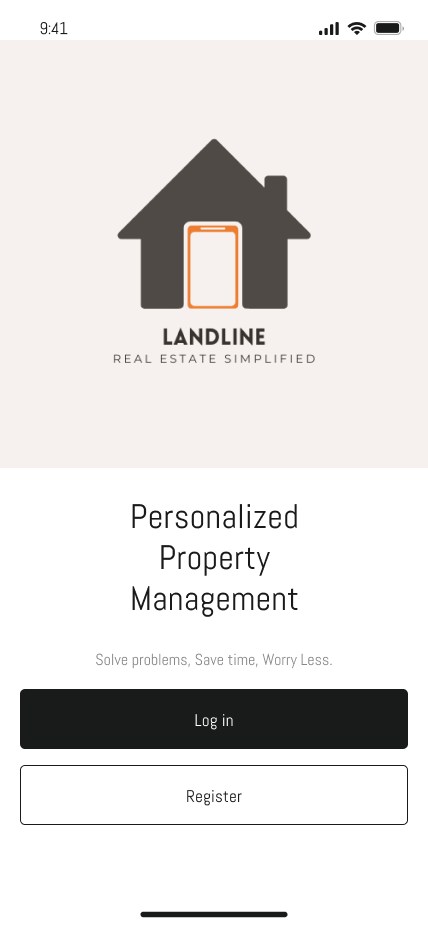 9:41
LANDLINE
REAL ESTATE SIMPLIFIED
Personalized
Property
Management
Solve problems, Save time, Worry Less.
Log in
Register